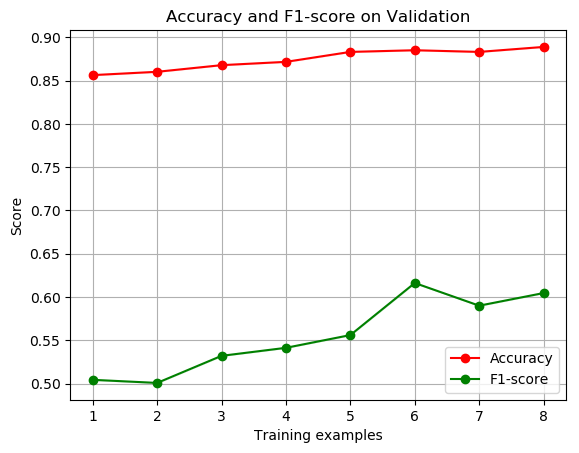 Accuracy and F1-score on Validation
0.90
0.85
0.80
0.75
0.70
0.65
0.60
0.55
0.50
Score
1 2 3 4 5 6 7 8
Training examples
Accuracy
F1-score